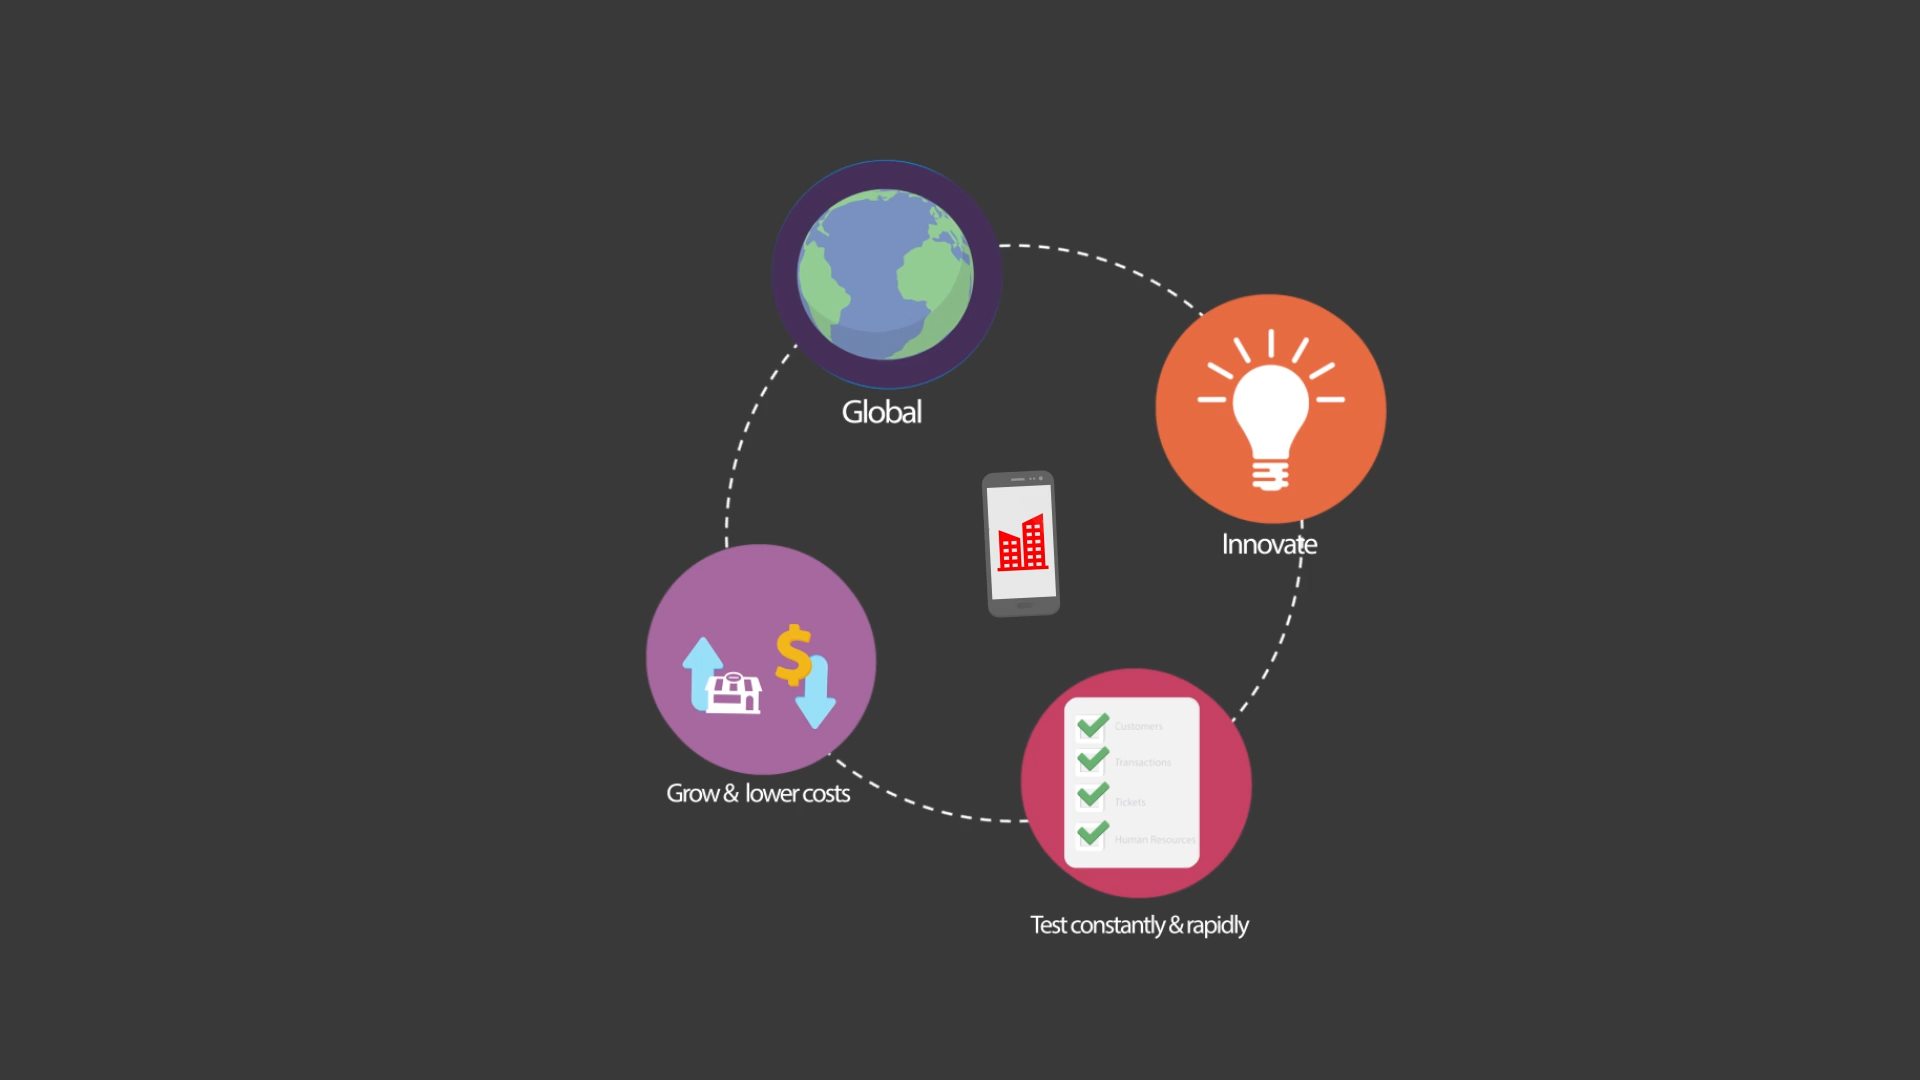 Global
Innovate
Grow & lower costs
Customers
Transactions
Tickets
Human Resources
Test constantly & rapidly